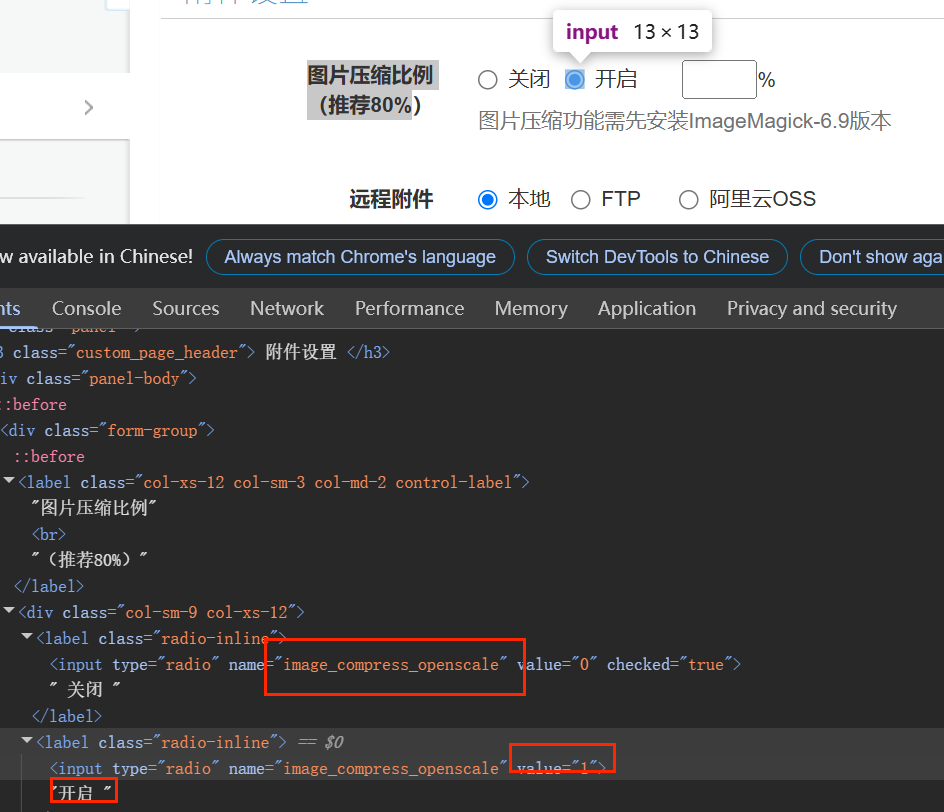 附件设置
input 13 × 13
图片压缩比例 关闭 开启 %
（推荐80%）
图片压缩功能需先安装ImageMagick-6.9版本
远程附件 本地 FTP 阿里云OSS
w available in Chinese! Always match Chrome's language Switch DevTools to Chinese Don't show aga
nts Console Sources Network Performance Memory Application Privacy and security
class="panel">
3 class="custom_page_header"> 附件设置 </h3>
iv class="panel-body">
::before
<div class="form-group">
::before
<label class="col-xs-12 col-sm-3 col-md-2 control-label">
"图片压缩比例"
<br>
"（推荐80%）"
</label>
<div class="col-sm-9 col-xs-12">
<label class="radio-inline">
<input type="radio" name="image_compress_openscale" value="0" checked="true">
" 关闭 "
</label>
<label class="radio-inline"> == $0
<input type="radio" name="image_compress_openscale" value="1">
"开启 "